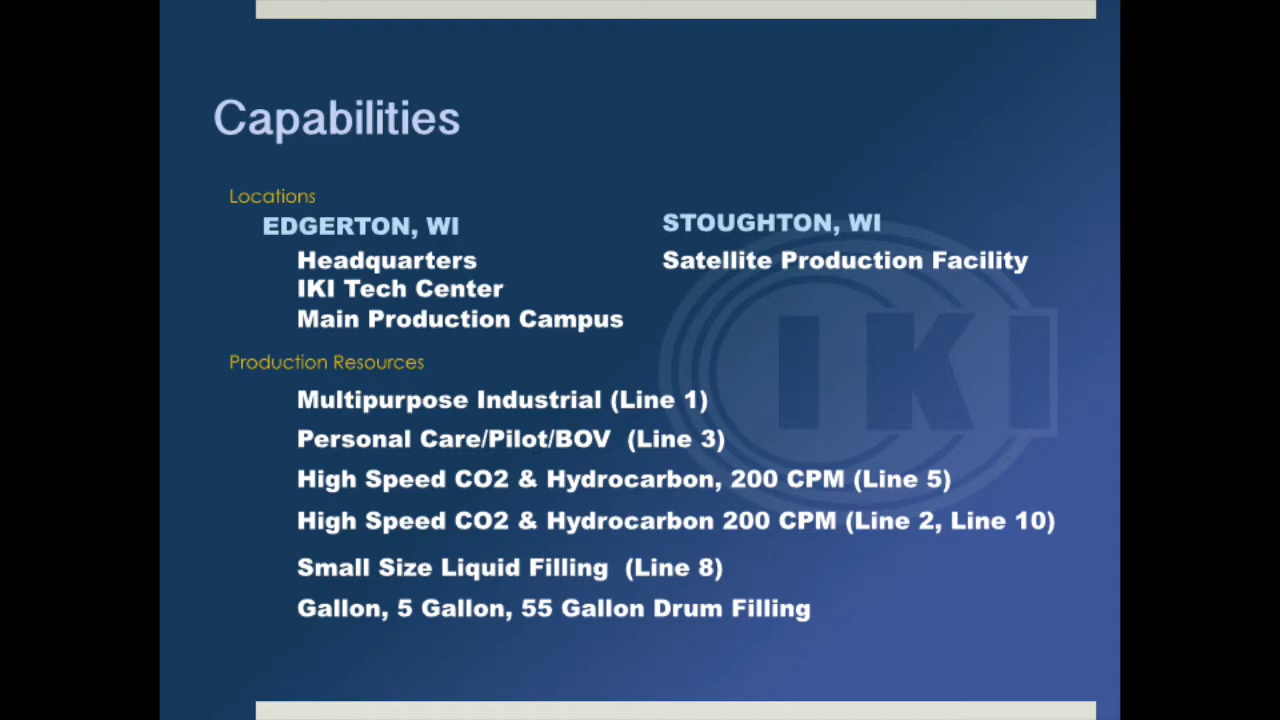 Capabilities
Locations
EDGERTON, WI
Headquarters
IKI Tech Center
Main Production Campus
STOUGHTON, WI
Satellite Production Facility
Production Resources
Multipurpose Industrial (Line 1)
Personal Care/Pilot/BOV (Line 3)
High Speed CO2 & Hydrocarbon, 200 CPM (Line 5)
High Speed CO2 & Hydrocarbon 200 CPM (Line 2, Line 10)
Small Size Liquid Filling (Line 8)
Gallon, 5 Gallon, 55 Gallon Drum Filling
IKI